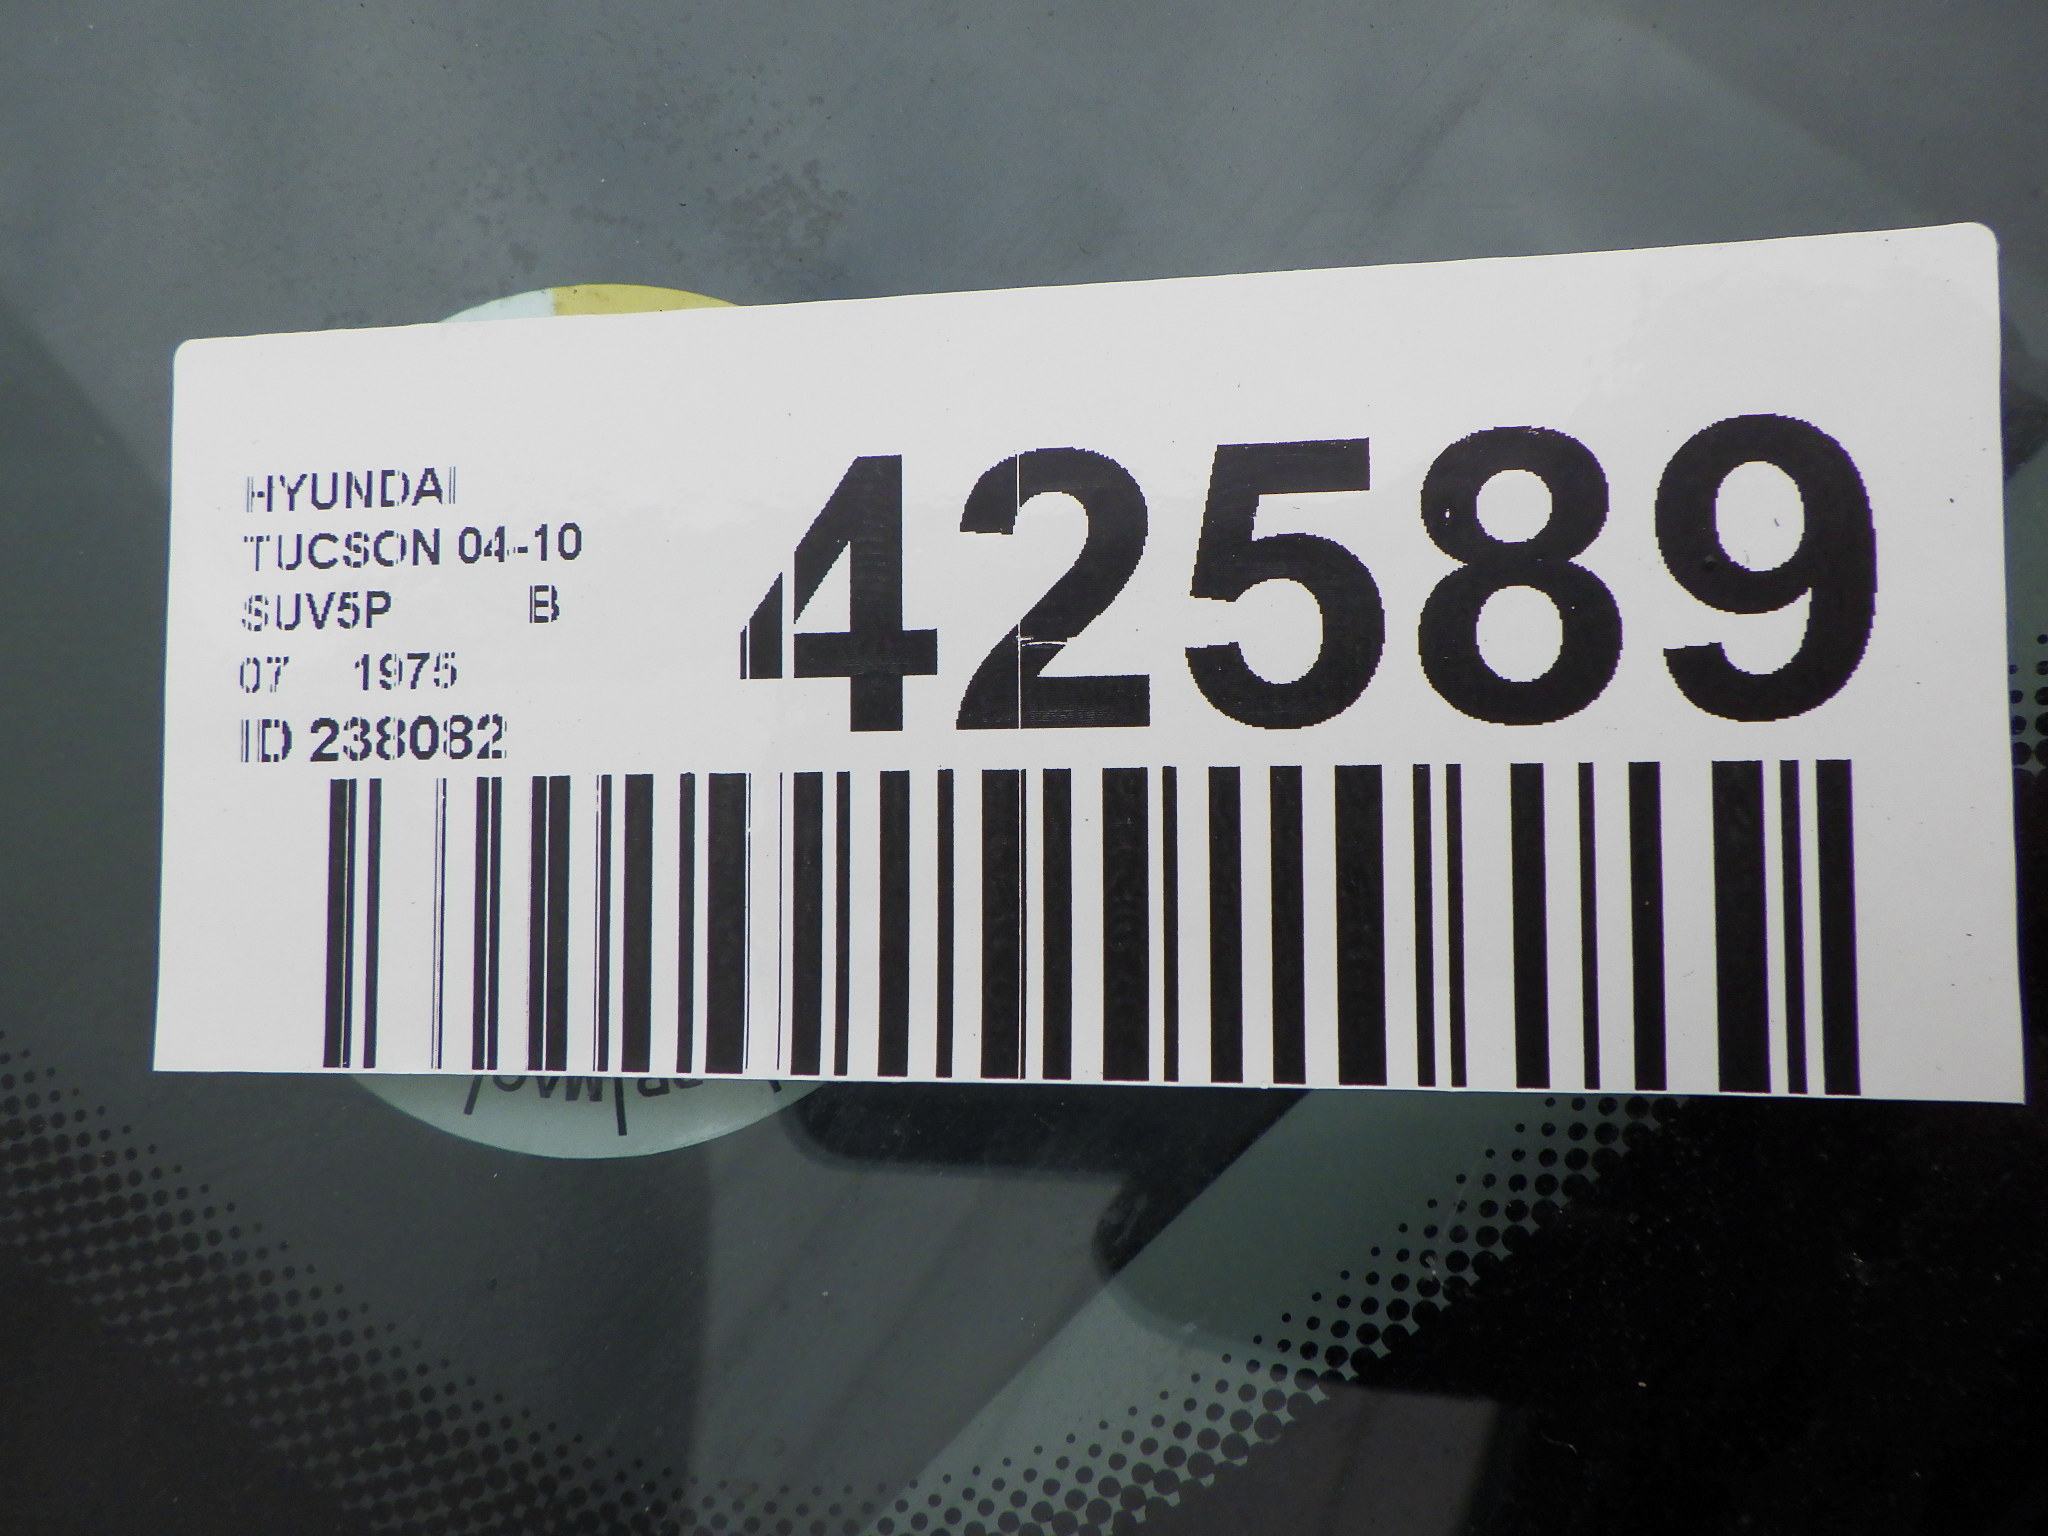 HYUNDAI
TUCSON 04-10
SUV5P B
07 1975
ID 238082
42589